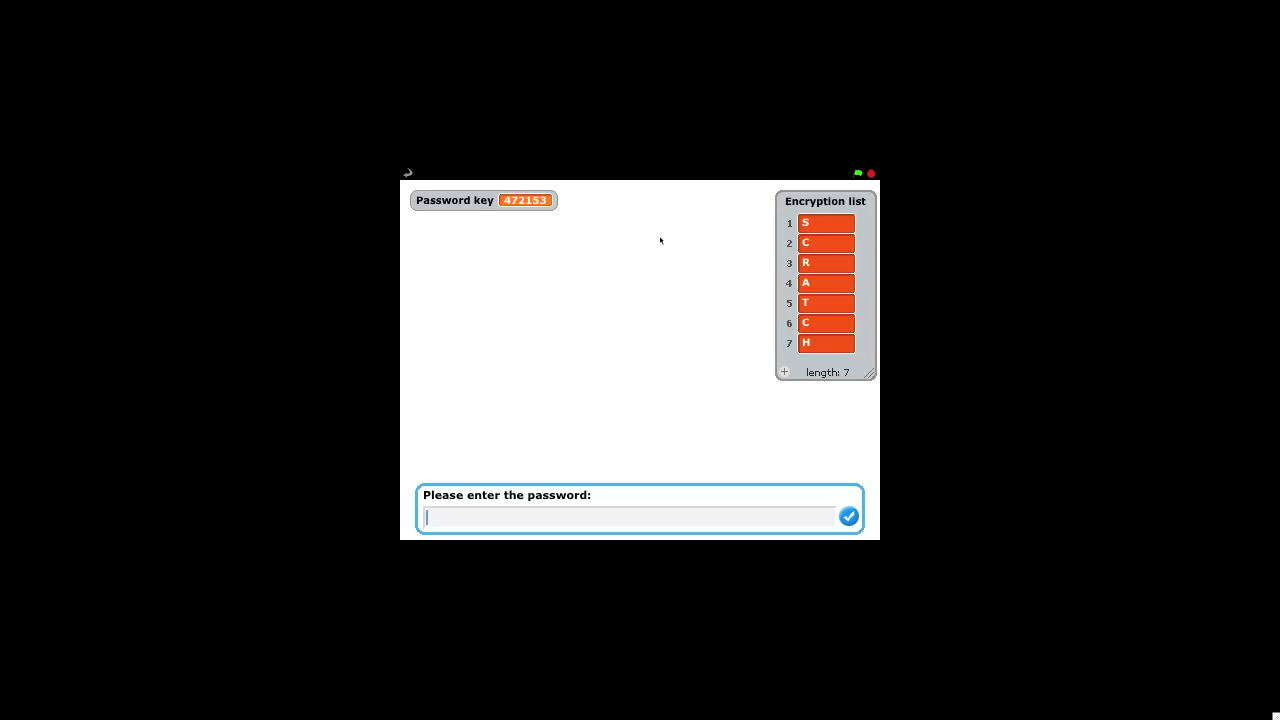 Password key 472153
Encryption list
1 S
2 C
3 R
4 A
5 T
6 C
7 H
+ length: 7
Please enter the password: